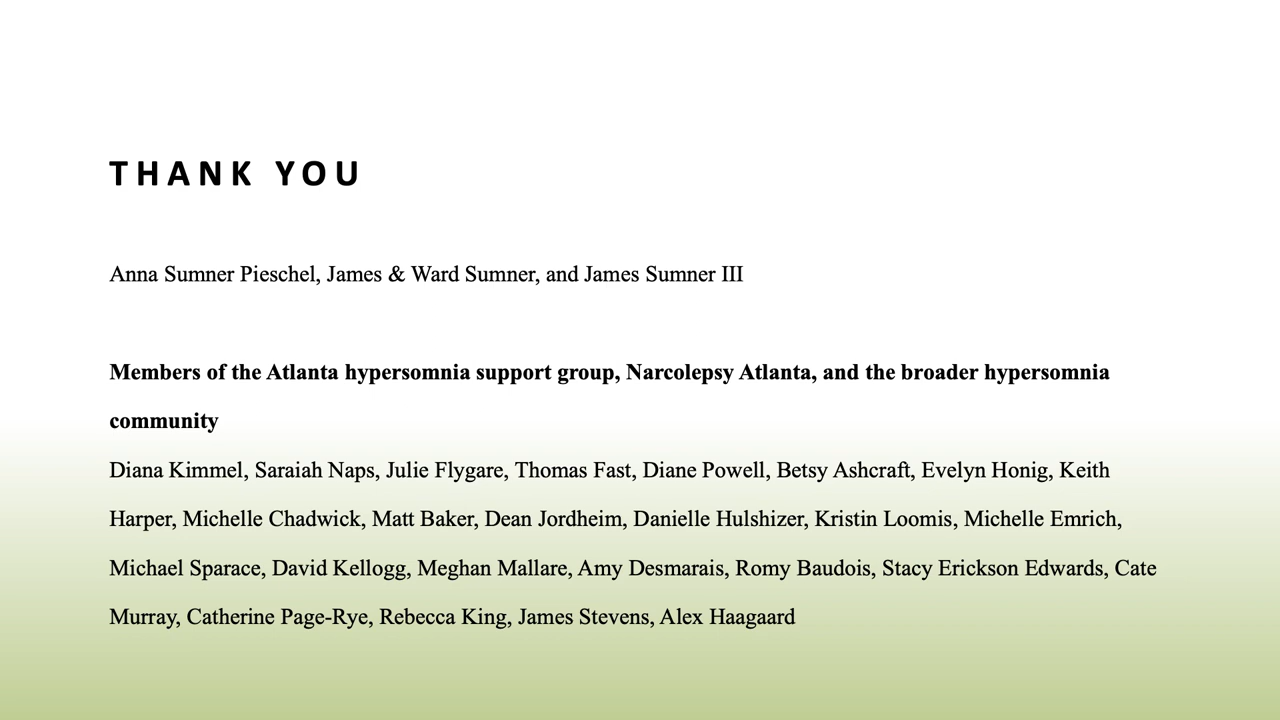 THANK YOU
Anna Sumner Pieschel, James & Ward Sumner, and James Sumner III
Members of the Atlanta hypersomnia support group, Narcolepsy Atlanta, and the broader hypersomnia
community
Diana Kimmel, Saraiah Naps, Julie Flygare, Thomas Fast, Diane Powell, Betsy Ashcraft, Evelyn Honig, Keith
Harper, Michelle Chadwick, Matt Baker, Dean Jordheim, Danielle Hulshizer, Kristin Loomis, Michelle Emrich,
Michael Sparace, David Kellogg, Meghan Mallare, Amy Desmarais, Romy Baudois, Stacy Erickson Edwards, Cate
Murray, Catherine Page-Rye, Rebecca King, James Stevens, Alex Haagaard